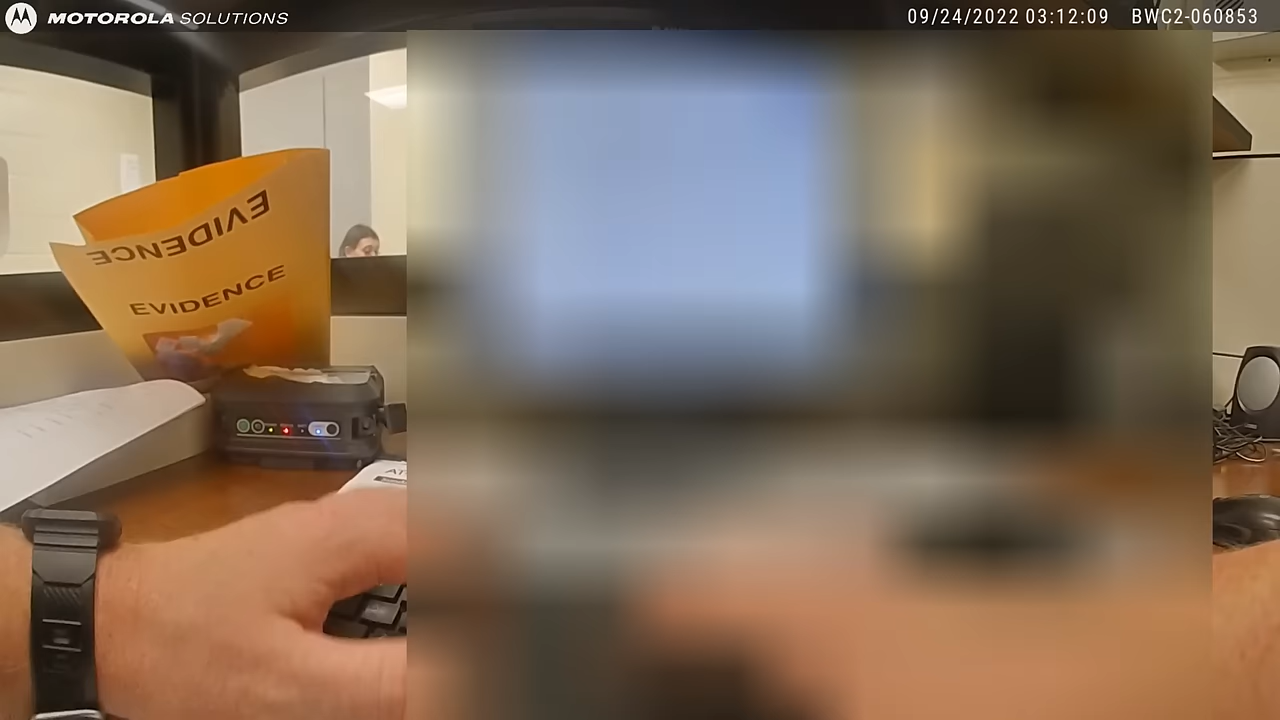 MOTOROLA SOLUTIONS
09/24/2022 03:12:09 BWC2-060853
EVIDENCE
EVIDENCE